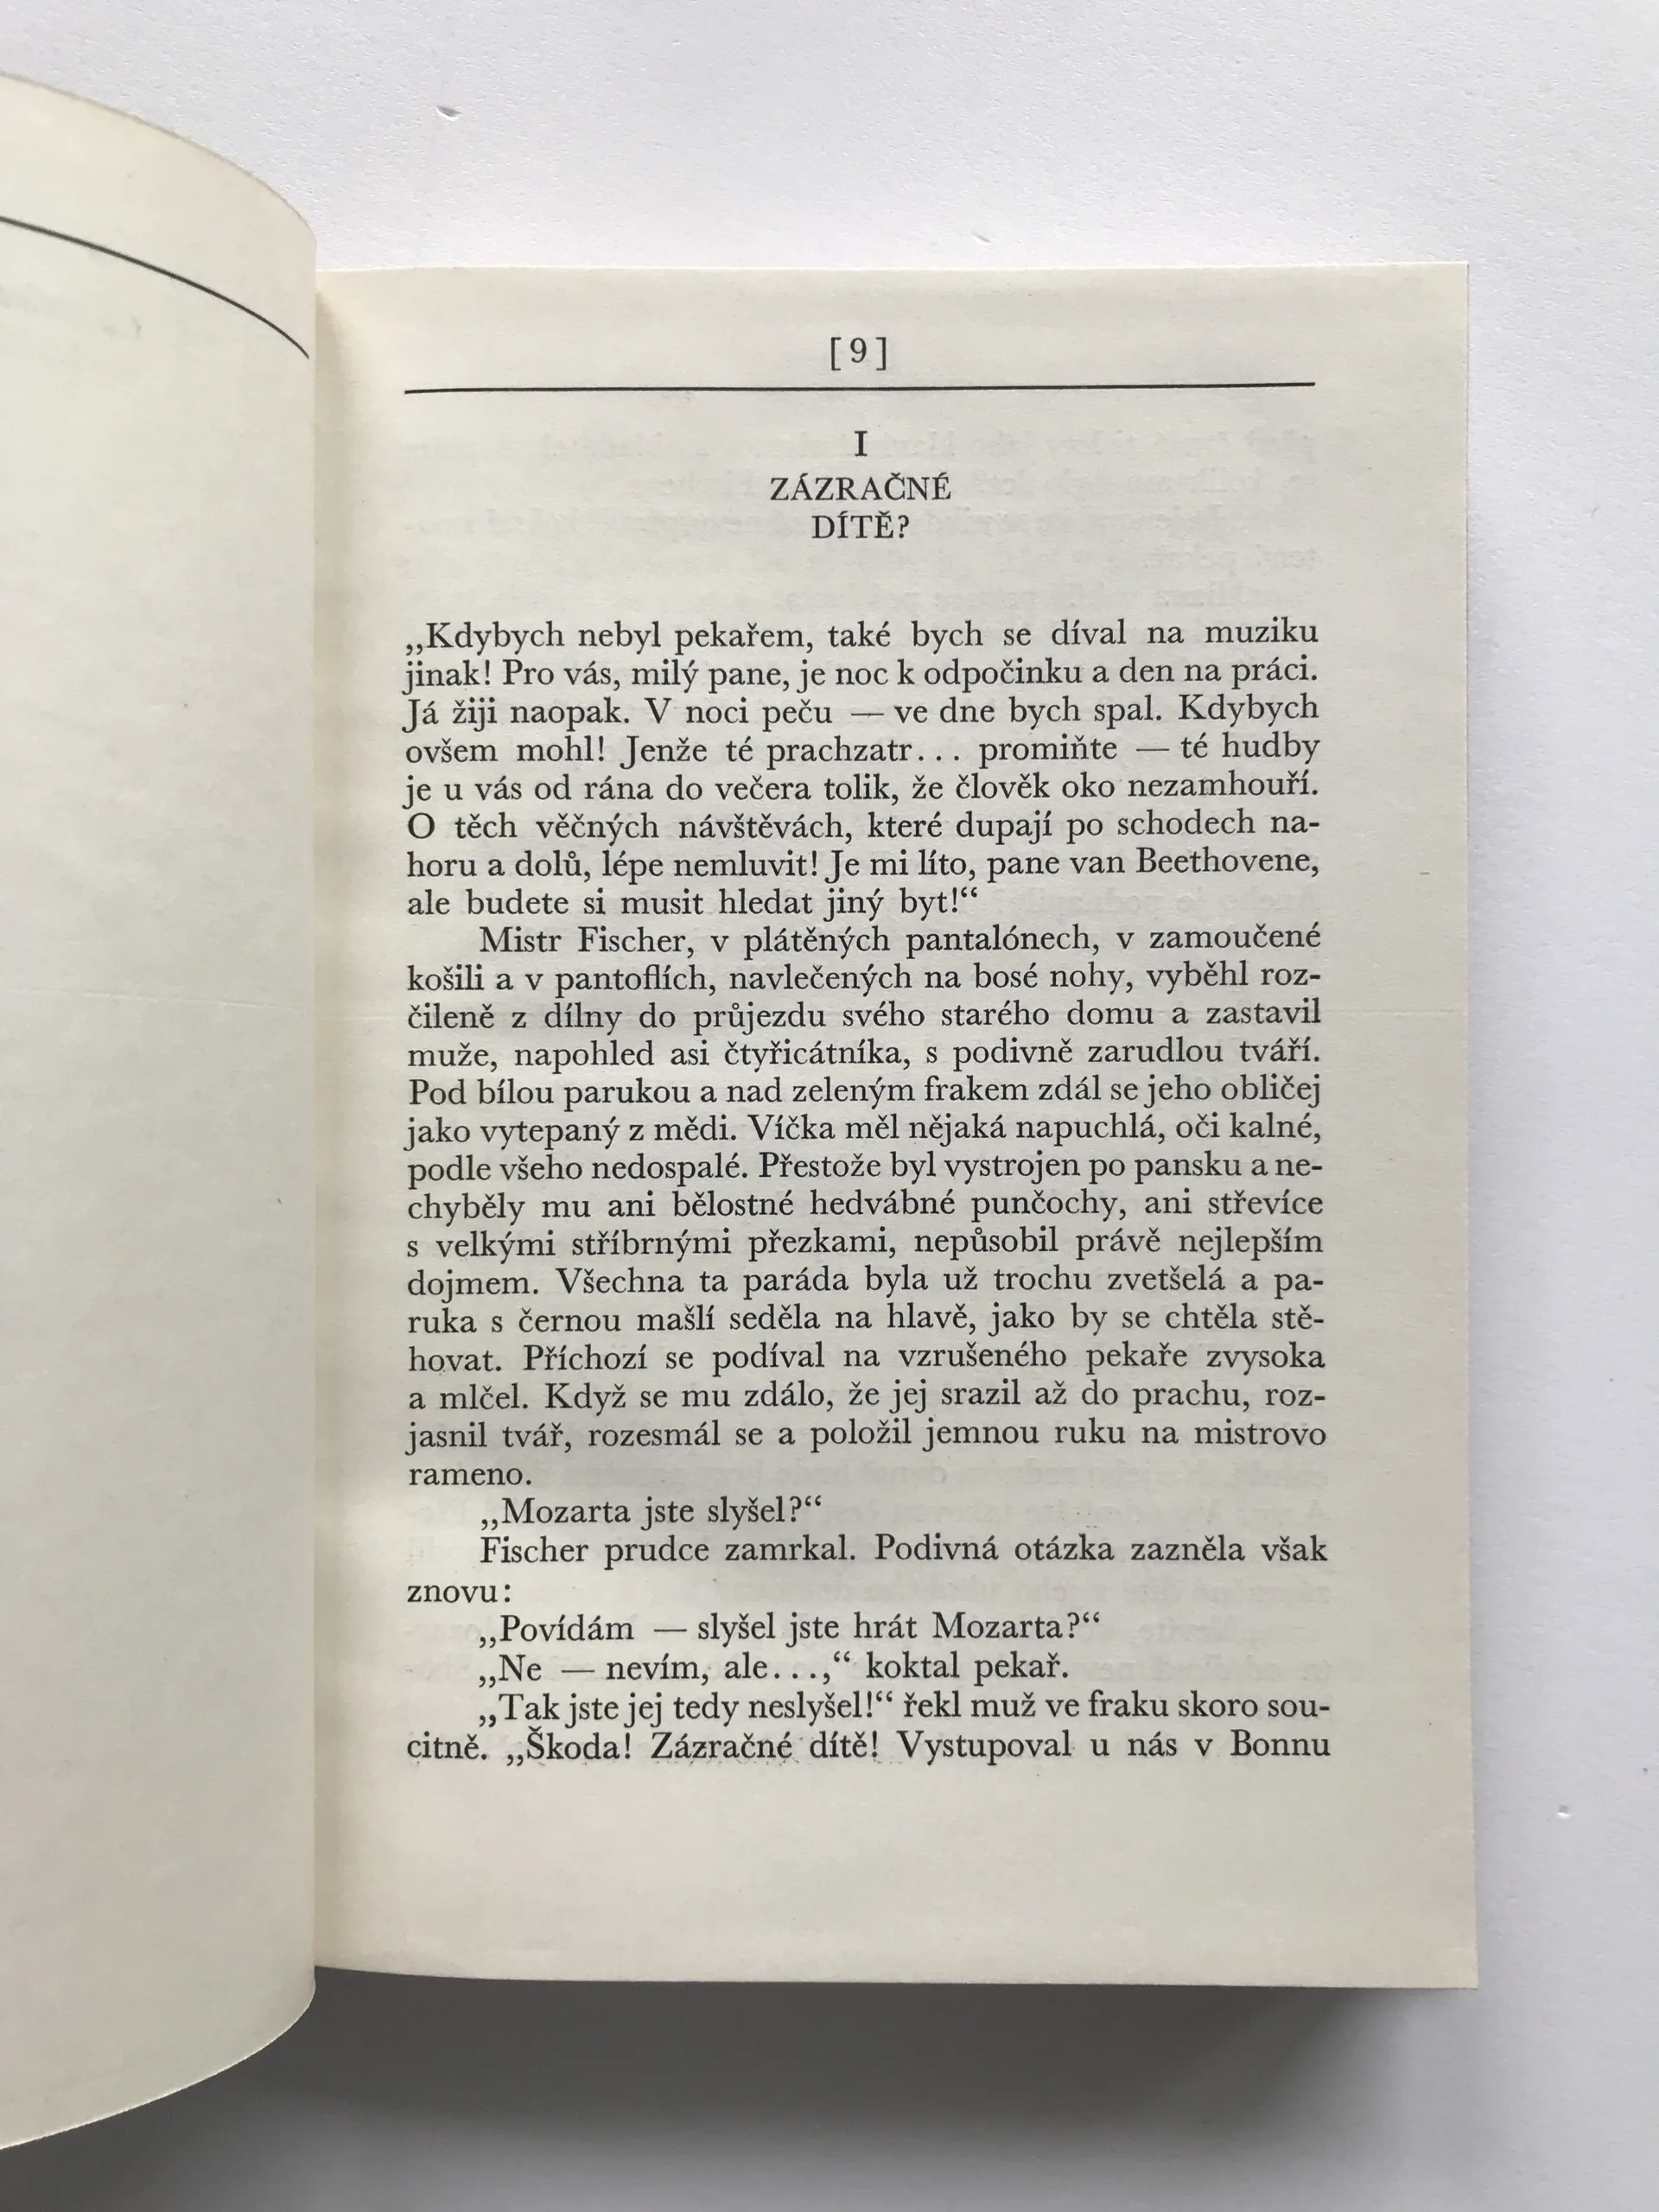 [9]
I
ZÁZRAČNÉ
DÍTĚ?
„Kdybych nebyl pekařem, také bych se díval na muziku
jinak! Pro vás, milý pane, je noc k odpočinku a den na práci.
Já žiji naopak. V noci peču — ve dne bych spal. Kdybych
ovšem mohl! Jenže té prachzatr... promiňte — té hudby
je u vás od rána do večera tolik, že člověk oko nezamhouří.
O těch věčných návštěvách, které dupají po schodech na-
horu a dolů, lépe nemluvit! Je mi líto, pane van Beethovene,
ale budete si musit hledat jiný byt!“
Mistr Fischer, v plátěných pantalónech, v zamoučené
košili a v pantoflích, navlečených na bosé nohy, vyběhl roz-
čileně z dílny do průjezdu svého starého domu a zastavil
muže, napohled asi čtyřicátníka, s podivně zarudlou tváří.
Pod bílou parukou a nad zeleným frakem zdál se jeho obličej
jako vytepaný z mědi. Víčka měl nějaká napuchlá, oči kalné,
podle všeho nedospalé. Přestože byl vystrojen po pansku a ne-
chyběly mu ani bělostné hedvábné punčochy, ani střevíce
s velkými stříbrnými přezkami, nepůsobil právě nejlepším
dojmem. Všechna ta paráda byla už trochu zvetšelá a pa-
ruka s černou mašlí seděla na hlavě, jako by se chtěla stě-
hovat. Příchozí se podíval na vzrušeného pekaře zvysoka
a mlčel. Když se mu zdálo, že jej srazil až do prachu, roz-
jasnil tvář, rozesmál se a položil jemnou ruku na mistrovo
rameno.
„Mozarta jste slyšel?“
Fischer prudce zamrkal. Podivná otázka zazněla však
znovu:
„Povídám — slyšel jste hrát Mozarta?“
„Ne — nevím, ale...,“ koktal pekař.
„Tak jste jej tedy neslyšel!“ řekl muž ve fraku skoro sou-
citně. „Škoda! Zázračné dítě! Vystupoval u nás v Bonnu